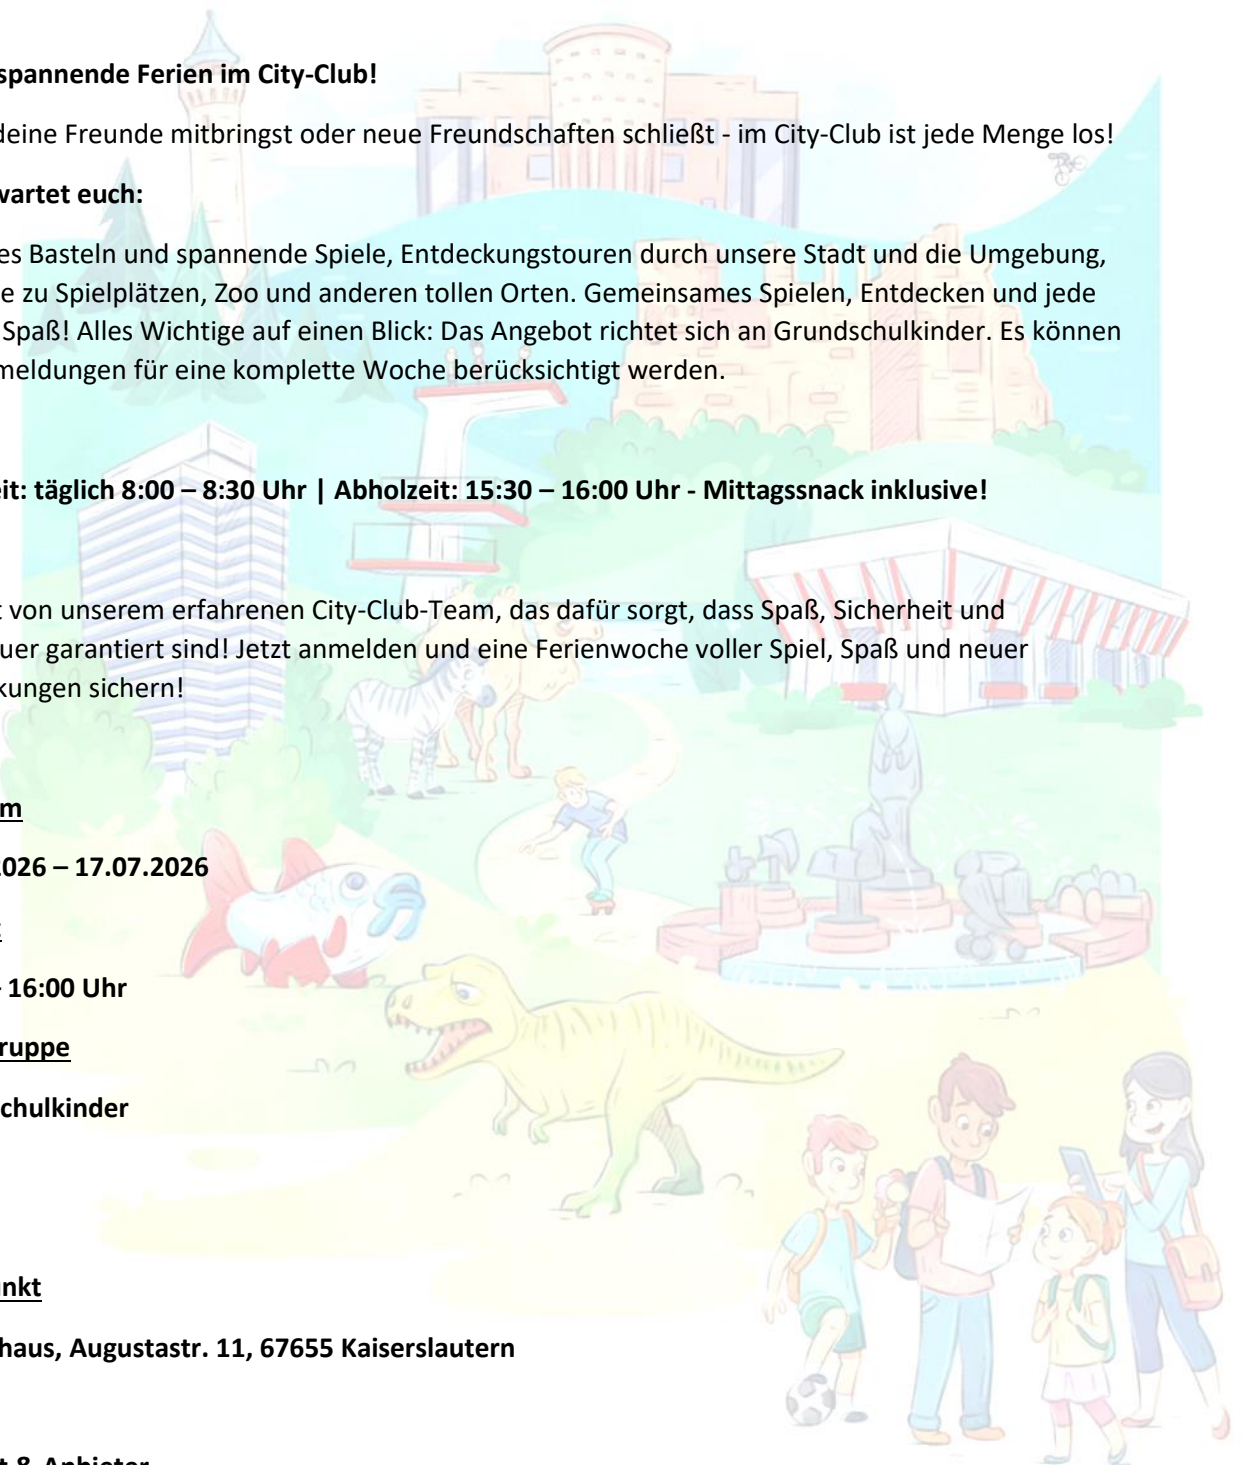 spannende Ferien im City-Club!
deine Freunde mitbringst oder neue Freundschaften schließt - im City-Club ist jede Menge los!
wartet euch:
es Basteln und spannende Spiele, Entdeckungstouren durch unsere Stadt und die Umgebung,
e zu Spielplätzen, Zoo und anderen tollen Orten. Gemeinsames Spielen, Entdecken und jede
Spaß! Alles Wichtige auf einen Blick: Das Angebot richtet sich an Grundschulkinder. Es können
meldungen für eine komplette Woche berücksichtigt werden.
eit: täglich 8:00 – 8:30 Uhr | Abholzeit: 15:30 – 16:00 Uhr - Mittagssnack inklusive!
t von unserem erfahrenen City-Club-Team, das dafür sorgt, dass Spaß, Sicherheit und
uer garantiert sind! Jetzt anmelden und eine Ferienwoche voller Spiel, Spaß und neuer
kungen sichern!
m
2026 – 17.07.2026
t
- 16:00 Uhr
ruppe
chulkinder
nkt
haus, Augustastr. 11, 67655 Kaiserslautern
t & Anbieter